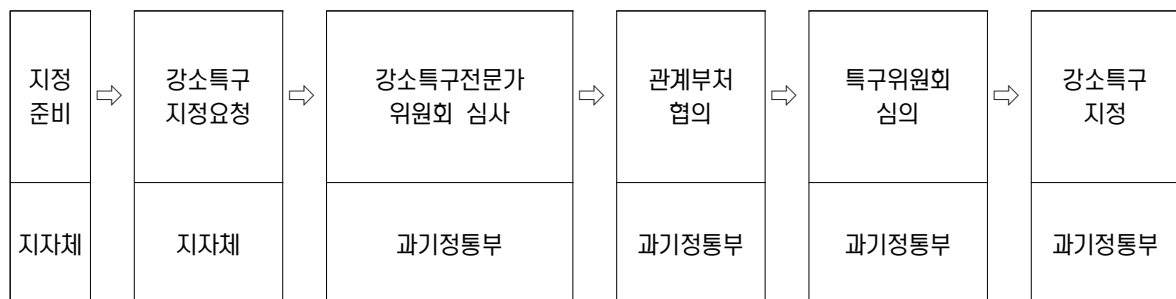 지정
준비
⇨
강소특구
지정요청
⇨
강소특구전문가
위원회 심사
⇨
관계부처
협의
⇨
특구위원회
심의
⇨
강소특구
지정
지자체
지자체
과기정통부
과기정통부
과기정통부
과기정통부